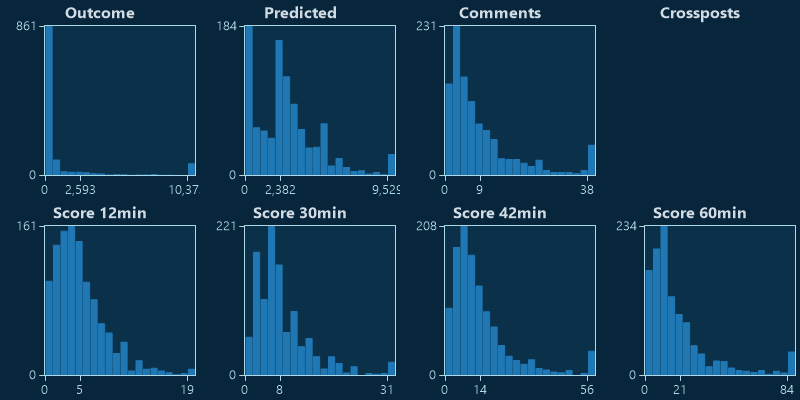 Outcome Predicted Comments Crossposts
861 184 231
0 0 0
0 2,593 10,37 0 2,382 9,529 0 9 38
Score 12min Score 30min Score 42min Score 60min
161 221 208 234
0 0 0 0
0 5 19 0 8 31 0 14 56 0 21 84